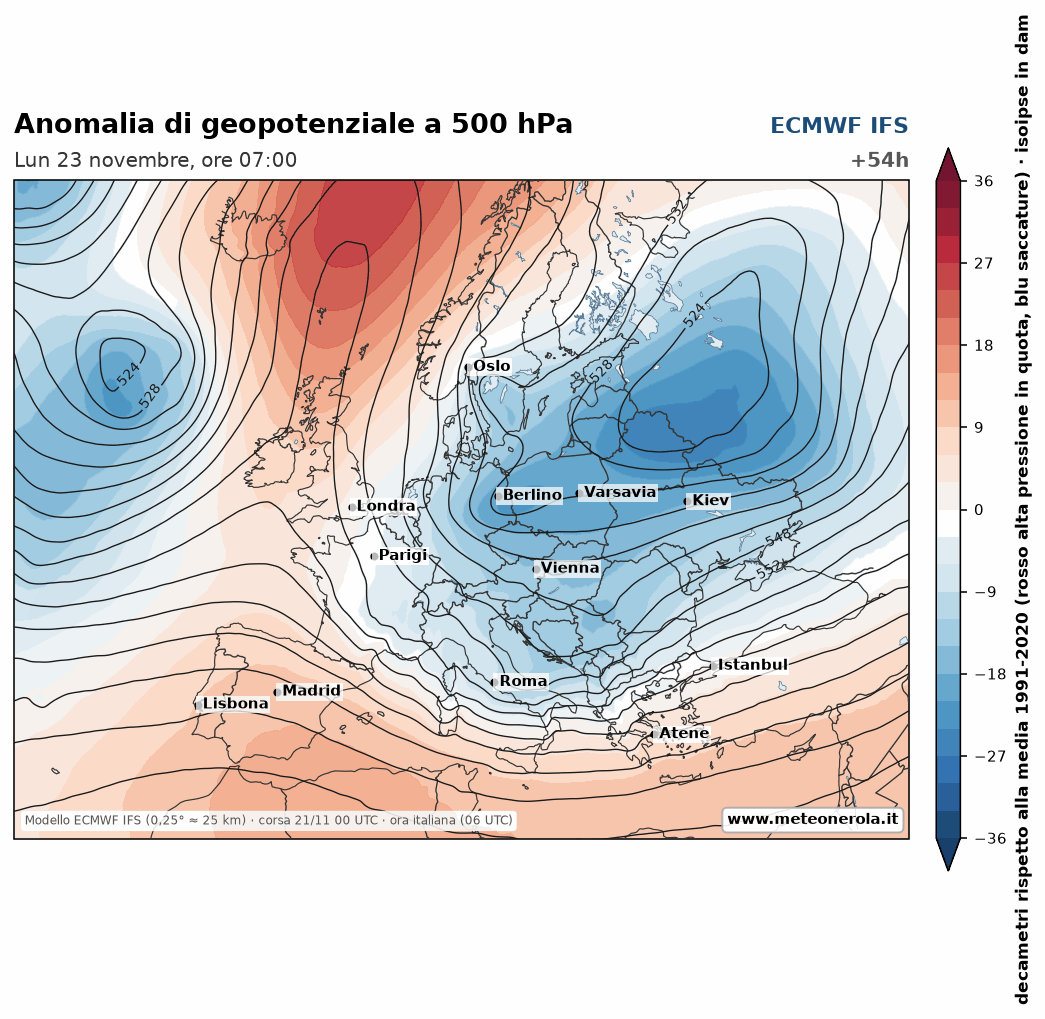 Anomalia di geopotenziale a 500 hPa
ECMWF IFS
Lun 23 novembre, ore 07:00
+54h
decametri rispetto alla media 1991-2020 (rosso alta pressione in quota, blu saccature) · isoipse in dam
36
27
18
9
0
−9
−18
−27
−36
532
524
528
524
528
Oslo
Berlino
Varsavia
Kiev
Londra
Parigi
Vienna
548
552
Istanbul
Roma
Madrid
Lisbona
Atene
Modello ECMWF IFS (0,25° ≈ 25 km) · corsa 21/11 00 UTC · ora italiana (06 UTC)
www.meteonerola.it